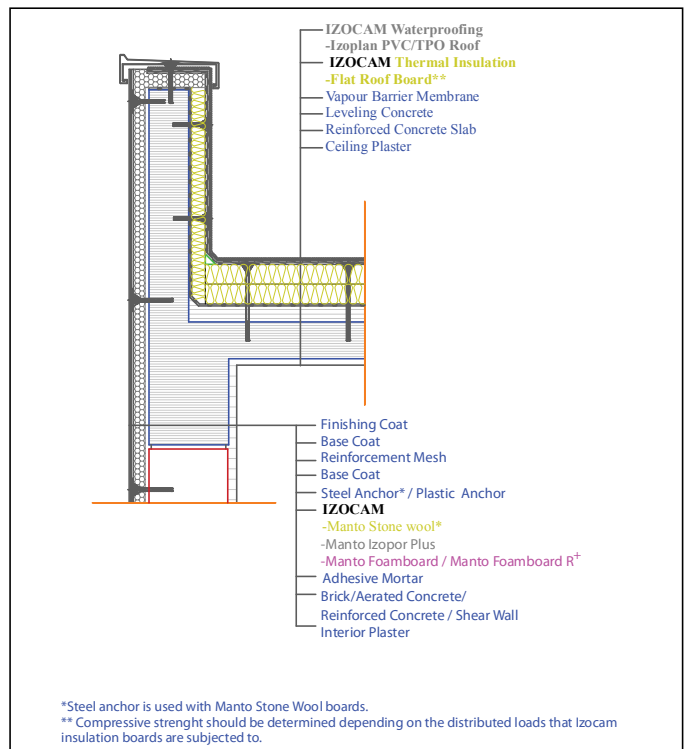 IZOCAM Waterproofing
-Izoplan PVC/TPO Roof
IZOCAM Thermal Insulation
-Flat Roof Board**
Vapour Barrier Membrane
Leveling Concrete
Reinforced Concrete Slab
Ceiling Plaster
Finishing Coat
Base Coat
Reinforcement Mesh
Base Coat
Steel Anchor* / Plastic Anchor
IZOCAM
-Manto Stone wool*
-Manto Izopor Plus
-Manto Foamboard / Manto Foamboard R+
Adhesive Mortar
Brick/Aerated Concrete/
Reinforced Concrete / Shear Wall
Interior Plaster
*Steel anchor is used with Manto Stone Wool boards.
** Compressive strenght should be determined depending on the distributed loads that Izocam
insulation boards are subjected to.